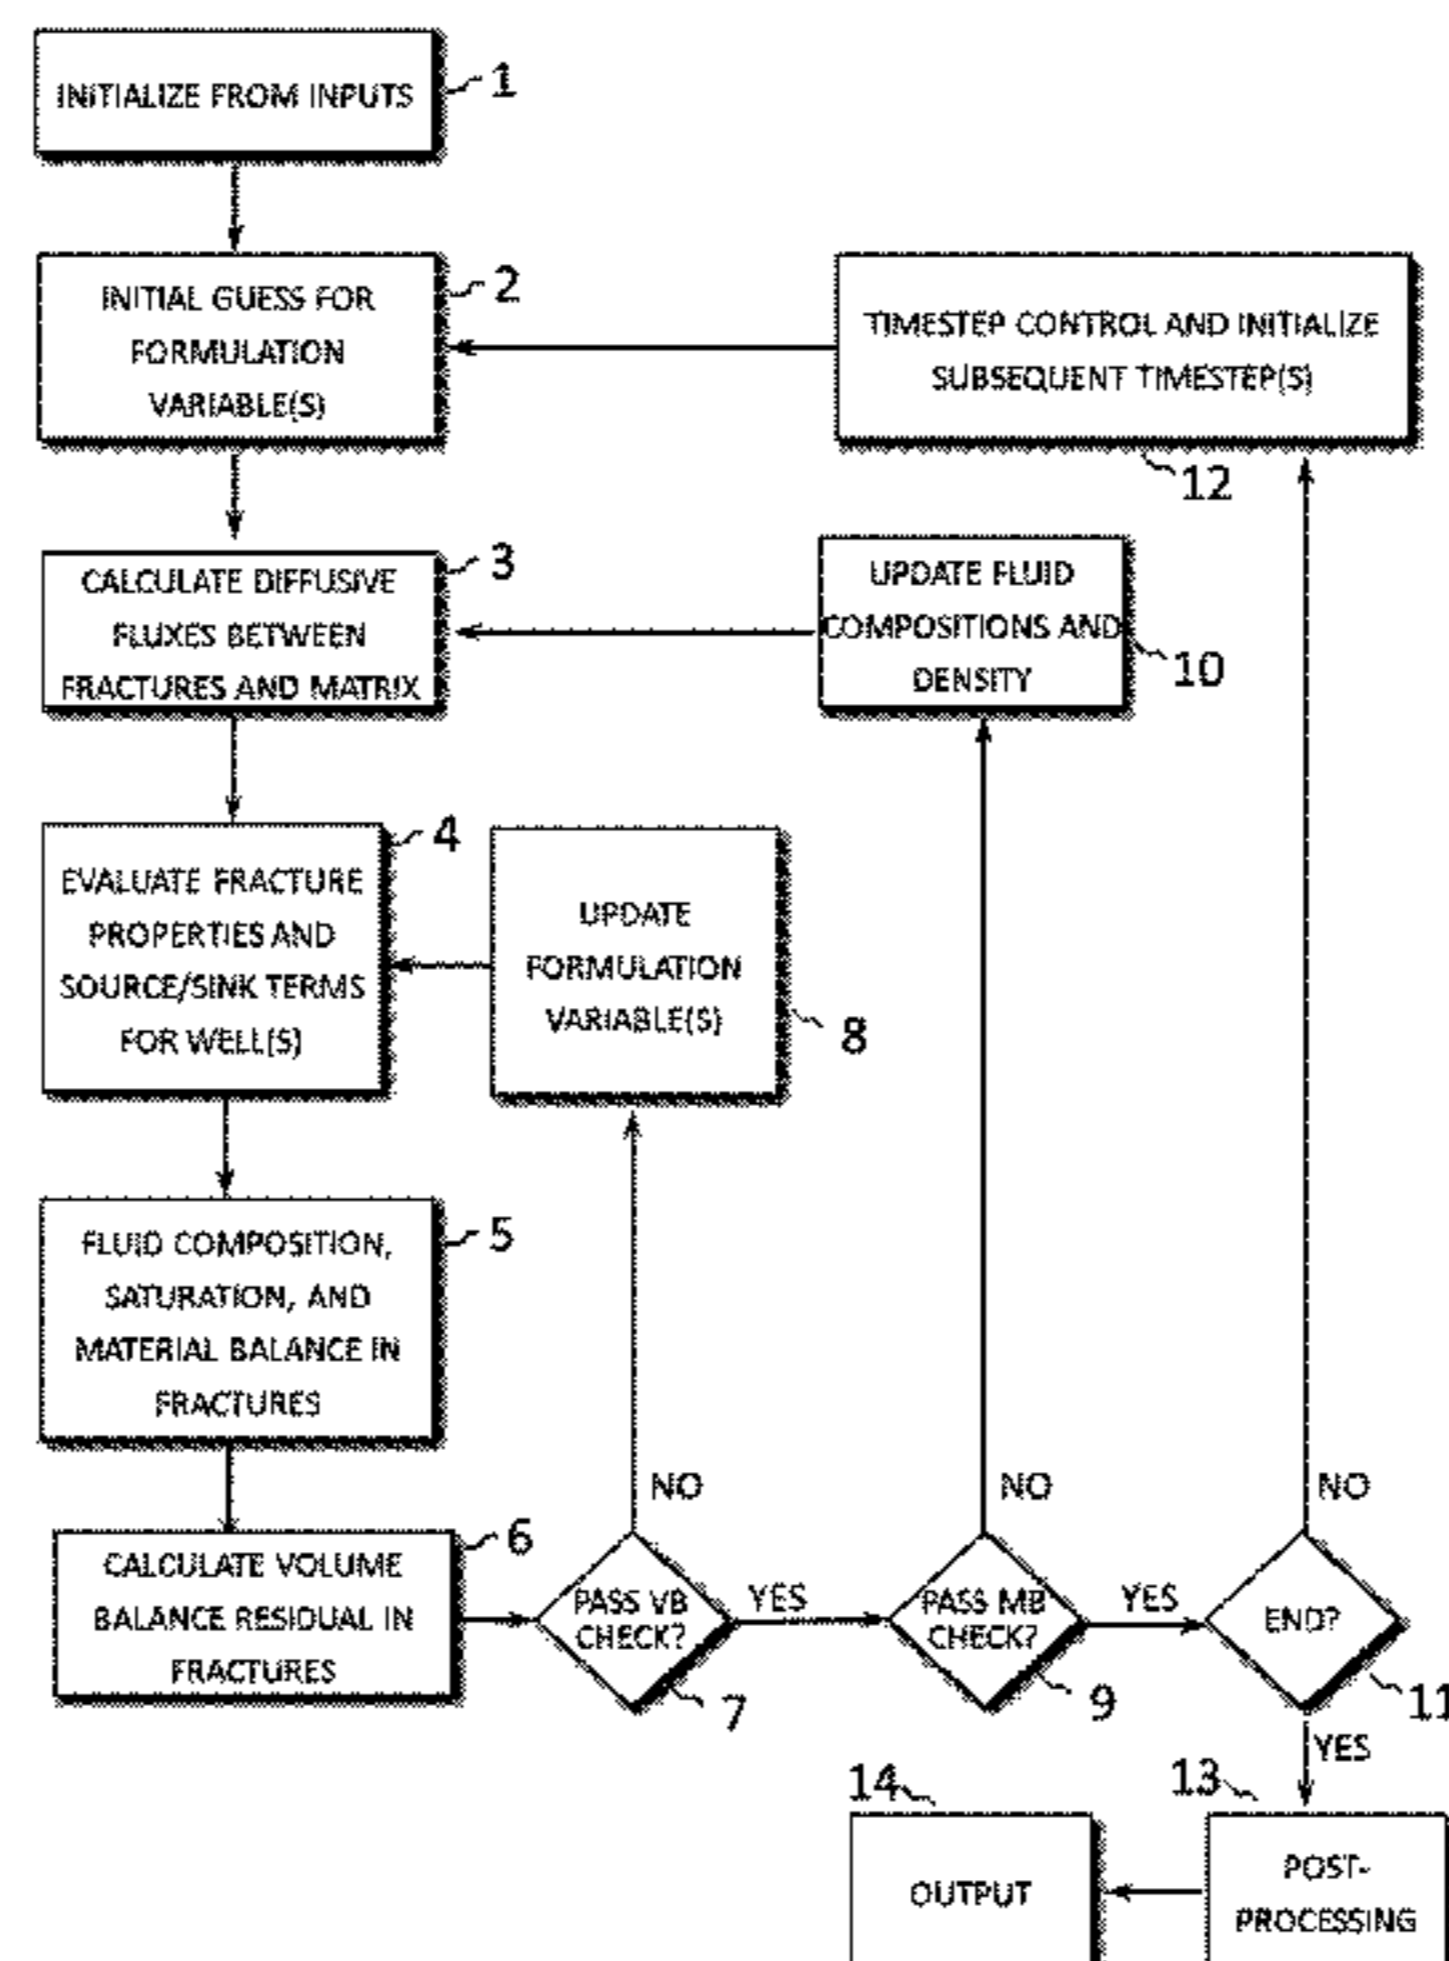 INITIALIZE FROM INPUTS
1
INITIAL GUESS FOR
FORMULATION
VARIABLE(S)
2
TIMESTEP CONTROL AND INITIALIZE
SUBSEQUENT TIMESTEP(S)
12
CALCULATE DIFFUSIVE
FLUXES BETWEEN
FRACTURES AND MATRIX
3
UPDATE FLUID
COMPOSITIONS AND
DENSITY
10
EVALUATE FRACTURE
PROPERTIES AND
SOURCE/SINK TERMS
FOR WELL(S)
4
UPDATE
FORMULATION
VARIABLE(S)
8
FLUID COMPOSITION,
SATURATION, AND
MATERIAL BALANCE IN
FRACTURES
5
CALCULATE VOLUME
BALANCE RESIDUAL IN
FRACTURES
6
NO
PASS VB
CHECK?
7
YES
NO
PASS MB
CHECK?
9
YES
NO
END?
11
YES
13
POST-
PROCESSING
14
OUTPUT